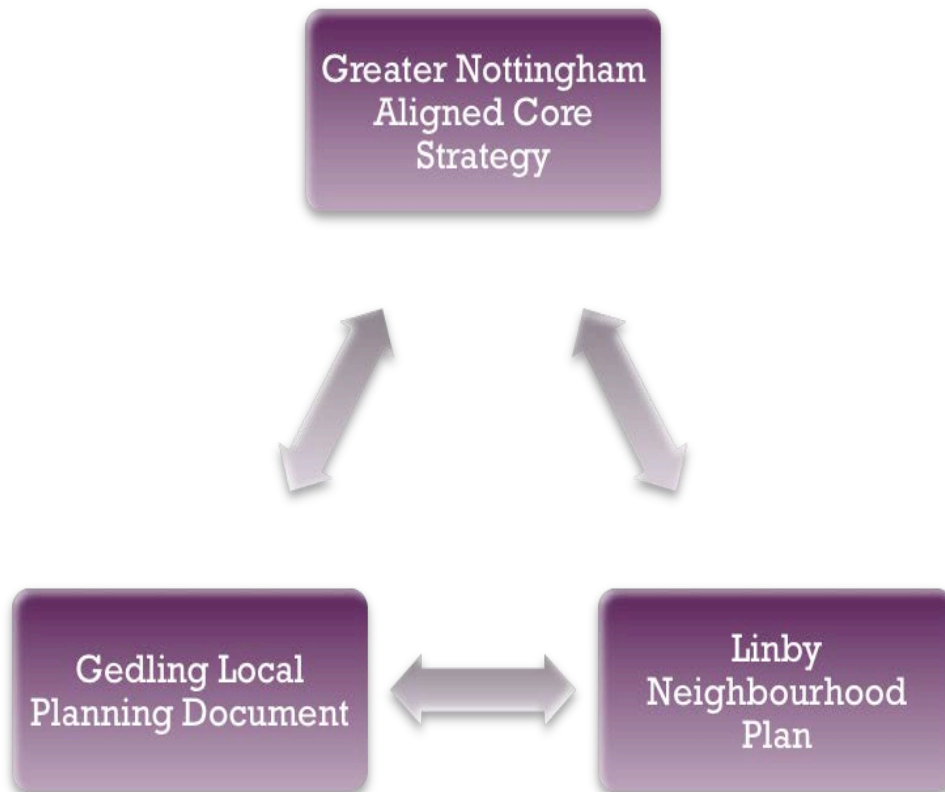 Greater Nottingham
Aligned Core
Strategy
Gedling Local
Planning Document
Linby
Neighbourhood
Plan